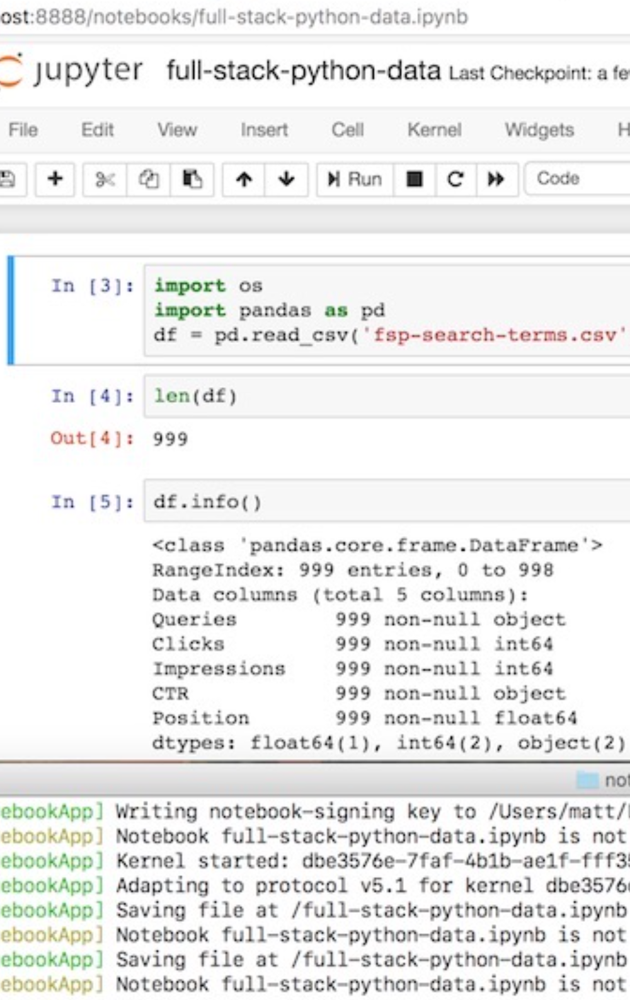 ost:8888/notebooks/full-stack-python-data.ipynb
jupyter full-stack-python-data Last Checkpoint: a fe
File Edit View Insert Cell Kernel Widgets H
Run Code
In [3]: import os
import pandas as pd
df = pd.read_csv('fsp-search-terms.csv'
In [4]: len(df)
Out[4]: 999
In [5]: df.info()
<class 'pandas.core.frame.DataFrame'>
RangeIndex: 999 entries, 0 to 998
Data columns (total 5 columns):
Queries 999 non-null object
Clicks 999 non-null int64
Impressions 999 non-null int64
CTR 999 non-null object
Position 999 non-null float64
dtypes: float64(1), int64(2), object(2)
not
ebookApp] Writing notebook-signing key to /Users/matt/
ebookApp] Notebook full-stack-python-data.ipynb is not
ebookApp] Kernel started: dbe3576e-7faf-4b1b-ae1f-fff3
ebookApp] Adapting to protocol v5.1 for kernel dbe3576
ebookApp] Saving file at /full-stack-python-data.ipynb
ebookApp] Notebook full-stack-python-data.ipynb is not
ebookApp] Saving file at /full-stack-python-data.ipynb
ebookApp] Notebook full-stack-python-data.ipynb is not